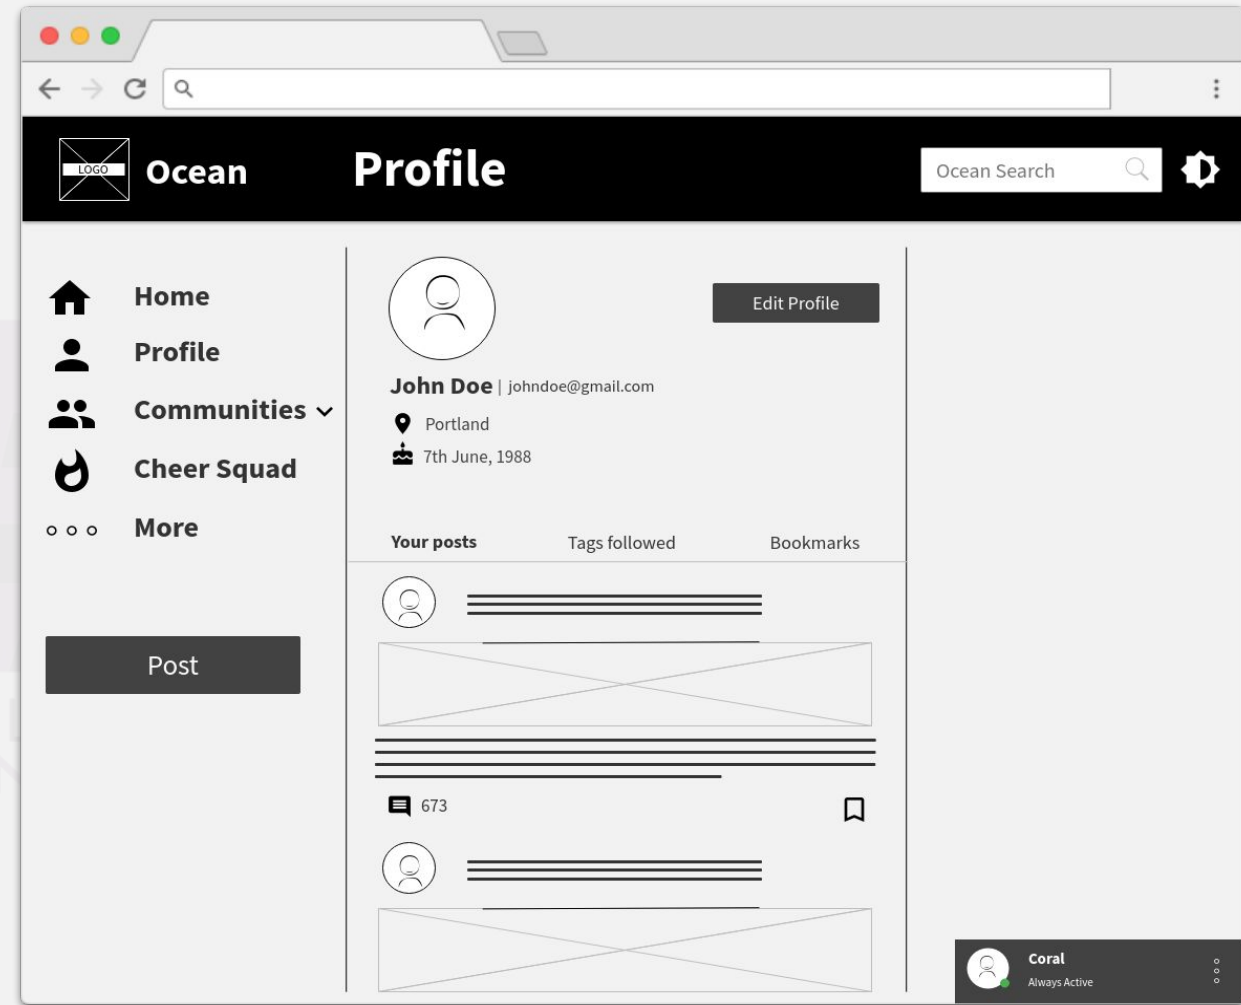 LOGO
Ocean
Profile
Ocean Search
Home
Profile
Communities
Cheer Squad
More
Post
Edit Profile
John Doe | johndoe@gmail.com
Portland
7th June, 1988
Your posts Tags followed Bookmarks
673
Coral
Always Active